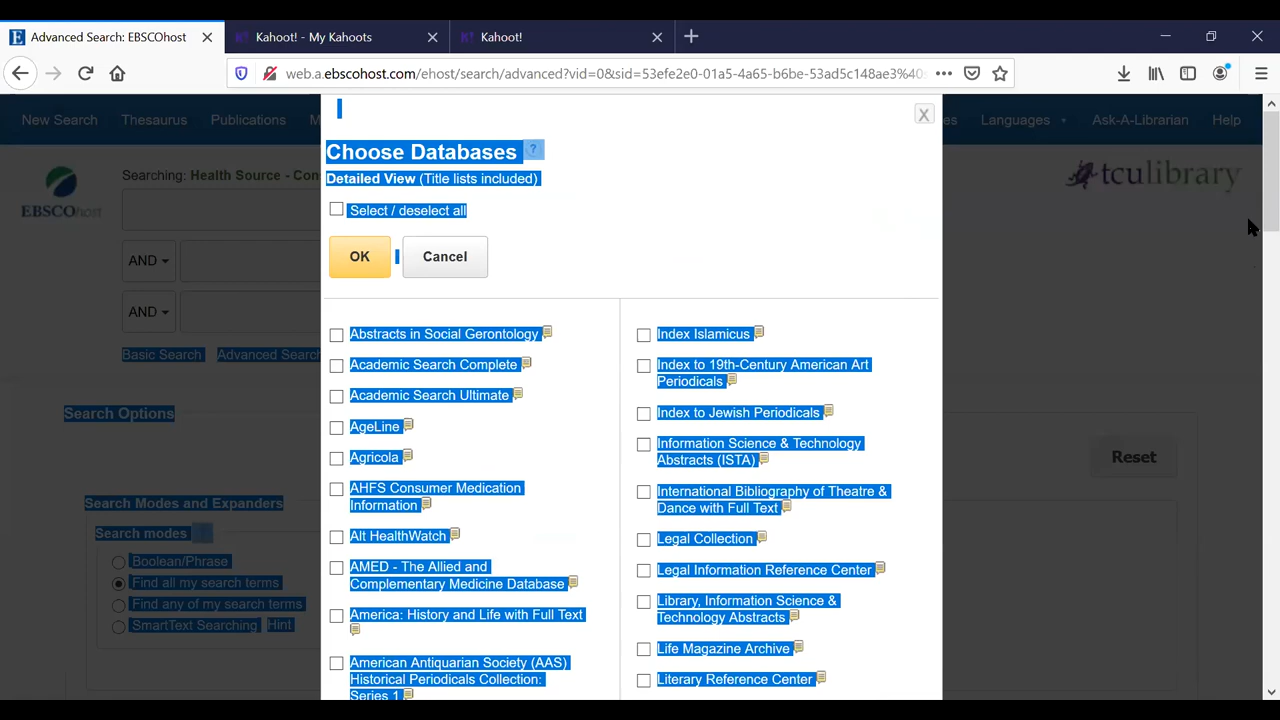 Advanced Search: EBSCOhost
Kahoot! - My Kahoots
Kahoot!
web.a.ebscohost.com/ehost/search/advanced?vid=0&sid=53efe2e0-01a5-4a65-b6be-53ad5c148ae3%40
New Search Thesaurus Publications
Languages Ask-A-Librarian Help
Searching: Health Source - Con
EBSCOhost
tculibrary
AND
AND
Basic Search Advanced Search
Search Options
Reset
Search Modes and Expanders
Search modes
Boolean/Phrase
Find all my search terms
Find any of my search terms
SmartText Searching Hint
X
Choose Databases ?
Detailed View (Title lists included)
Select / deselect all
OK Cancel
Abstracts in Social Gerontology
Academic Search Complete
Academic Search Ultimate
AgeLine
Agricola
AHFS Consumer Medication
Information
Alt HealthWatch
AMED - The Allied and
Complementary Medicine Database
America: History and Life with Full Text
American Antiquarian Society (AAS)
Historical Periodicals Collection:
Series 1
Index Islamicus
Index to 19th-Century American Art
Periodicals
Index to Jewish Periodicals
Information Science & Technology
Abstracts (ISTA)
International Bibliography of Theatre &
Dance with Full Text
Legal Collection
Legal Information Reference Center
Library, Information Science &
Technology Abstracts
Life Magazine Archive
Literary Reference Center